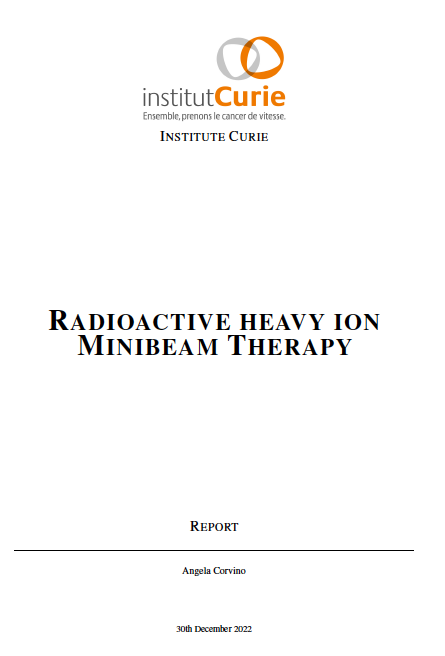 institutCurie
Ensemble, prenons le cancer de vitesse.
INSTITUTE CURIE
RADIOACTIVE HEAVY ION
MINIBEAM THERAPY
REPORT
Angela Corvino
30th December 2022